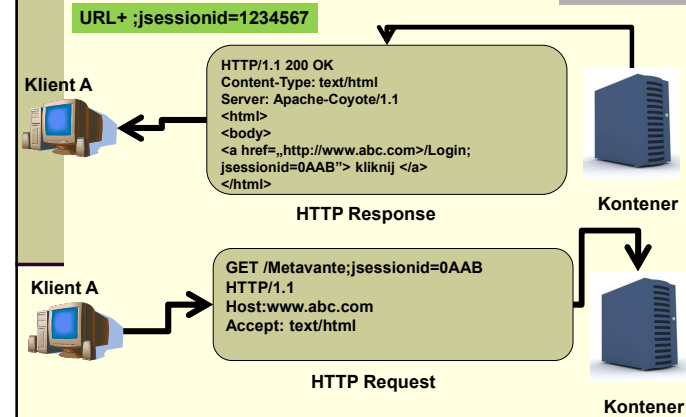 URL+ ;jsessionid=1234567
Klient A
HTTP/1.1 200 OK
Content-Type: text/html
Server: Apache-Coyote/1.1
<html>
<body>
<a href=„http://www.abc.com>/Login;
jsessionid=0AAB”> kliknij </a>
</html>
HTTP Response
Kontener
Klient A
GET /Metavante;jsessionid=0AAB
HTTP/1.1
Host:www.abc.com
Accept: text/html
HTTP Request
Kontener